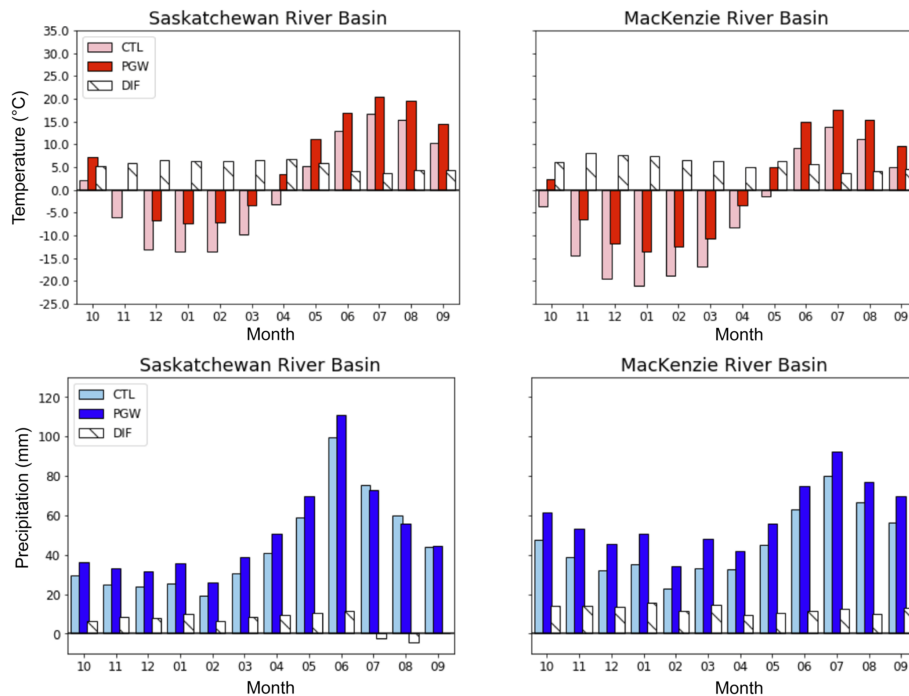 Saskatchewan River Basin
MacKenzie River Basin
Temperature (°C)
35.0
30.0
25.0
20.0
15.0
10.0
5.0
0.0
-5.0
-10.0
-15.0
-20.0
-25.0
CTL
PGW
DIF
10 11 12 01 02 03 04 05 06 07 08 09
10 11 12 01 02 03 04 05 06 07 08 09
Month
Month
Saskatchewan River Basin
MacKenzie River Basin
Precipitation (mm)
120
100
80
60
40
20
0
CTL
PGW
DIF
10 11 12 01 02 03 04 05 06 07 08 09
10 11 12 01 02 03 04 05 06 07 08 09
Month
Month